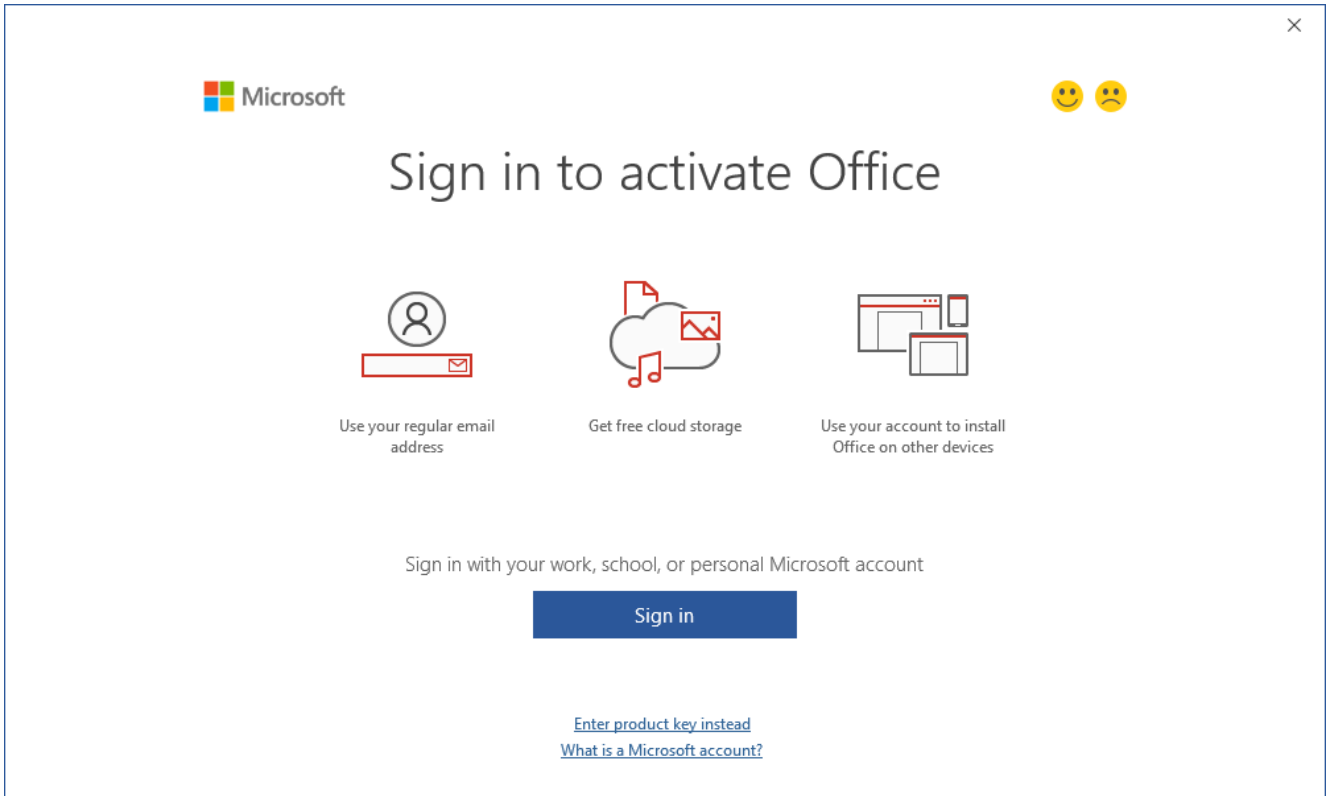 Microsoft
Sign in to activate Office
Use your regular email
address
Get free cloud storage
Use your account to install
Office on other devices
Sign in with your work, school, or personal Microsoft account
Sign in
Enter product key instead
What is a Microsoft account?